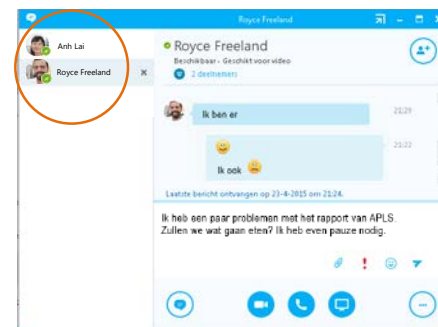 Royce Freeland
Anh Lai
Royce Freeland
Royce Freeland
Beschikbaar - Geschikt voor video
2 deelnemers
Ik ben er
21:21
21:22
Ik ook
Laatste bericht ontvangen op 23-4-2015 om 21:24.
Ik heb een paar problemen met het rapport van APLS.
Zullen we wat gaan eten? Ik heb even pauze nodig.